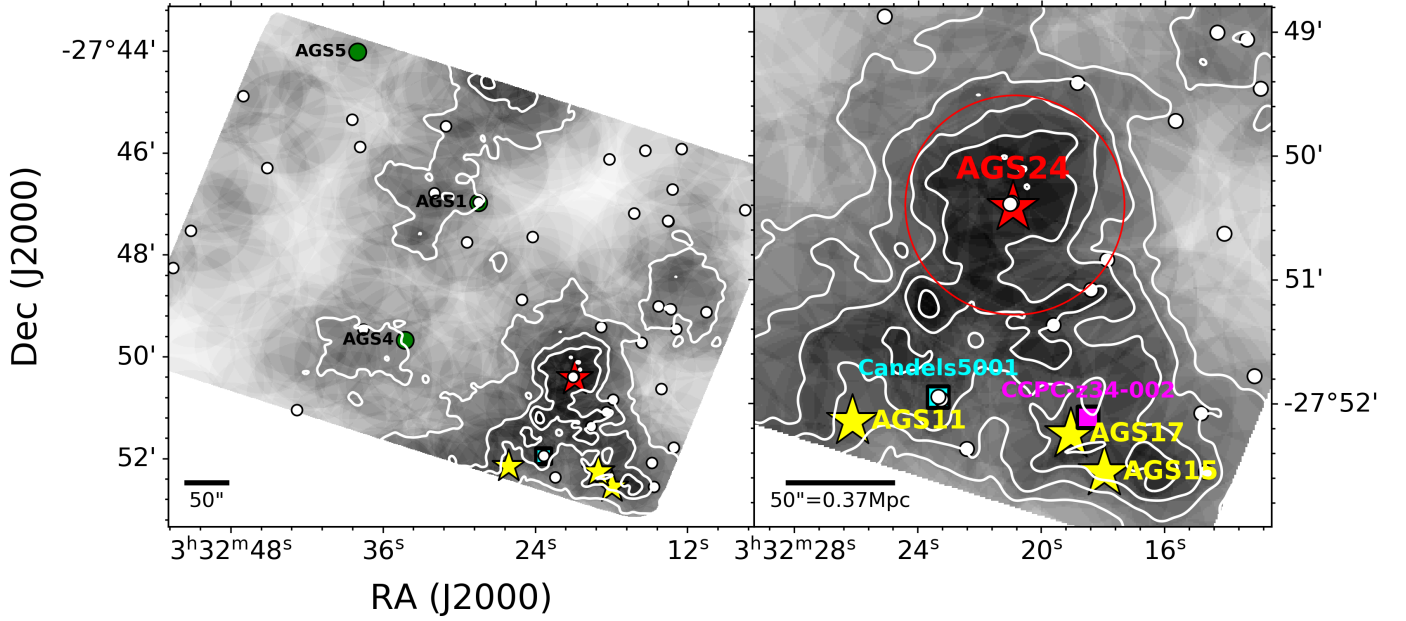 Dec (J2000)
-27°44'
46'
48'
50'
52'
AGS5
AGS1
AGS4
50"
3ʰ32ᵐ48ˢ
36ˢ
24ˢ
12ˢ
AGS24
Candels5001
CCPC-z34-002
AGS11
AGS17
AGS15
50"=0.37Mpc
49'
50'
51'
-27°52'
3ʰ32ᵐ28ˢ
24ˢ
20ˢ
16ˢ
RA (J2000)